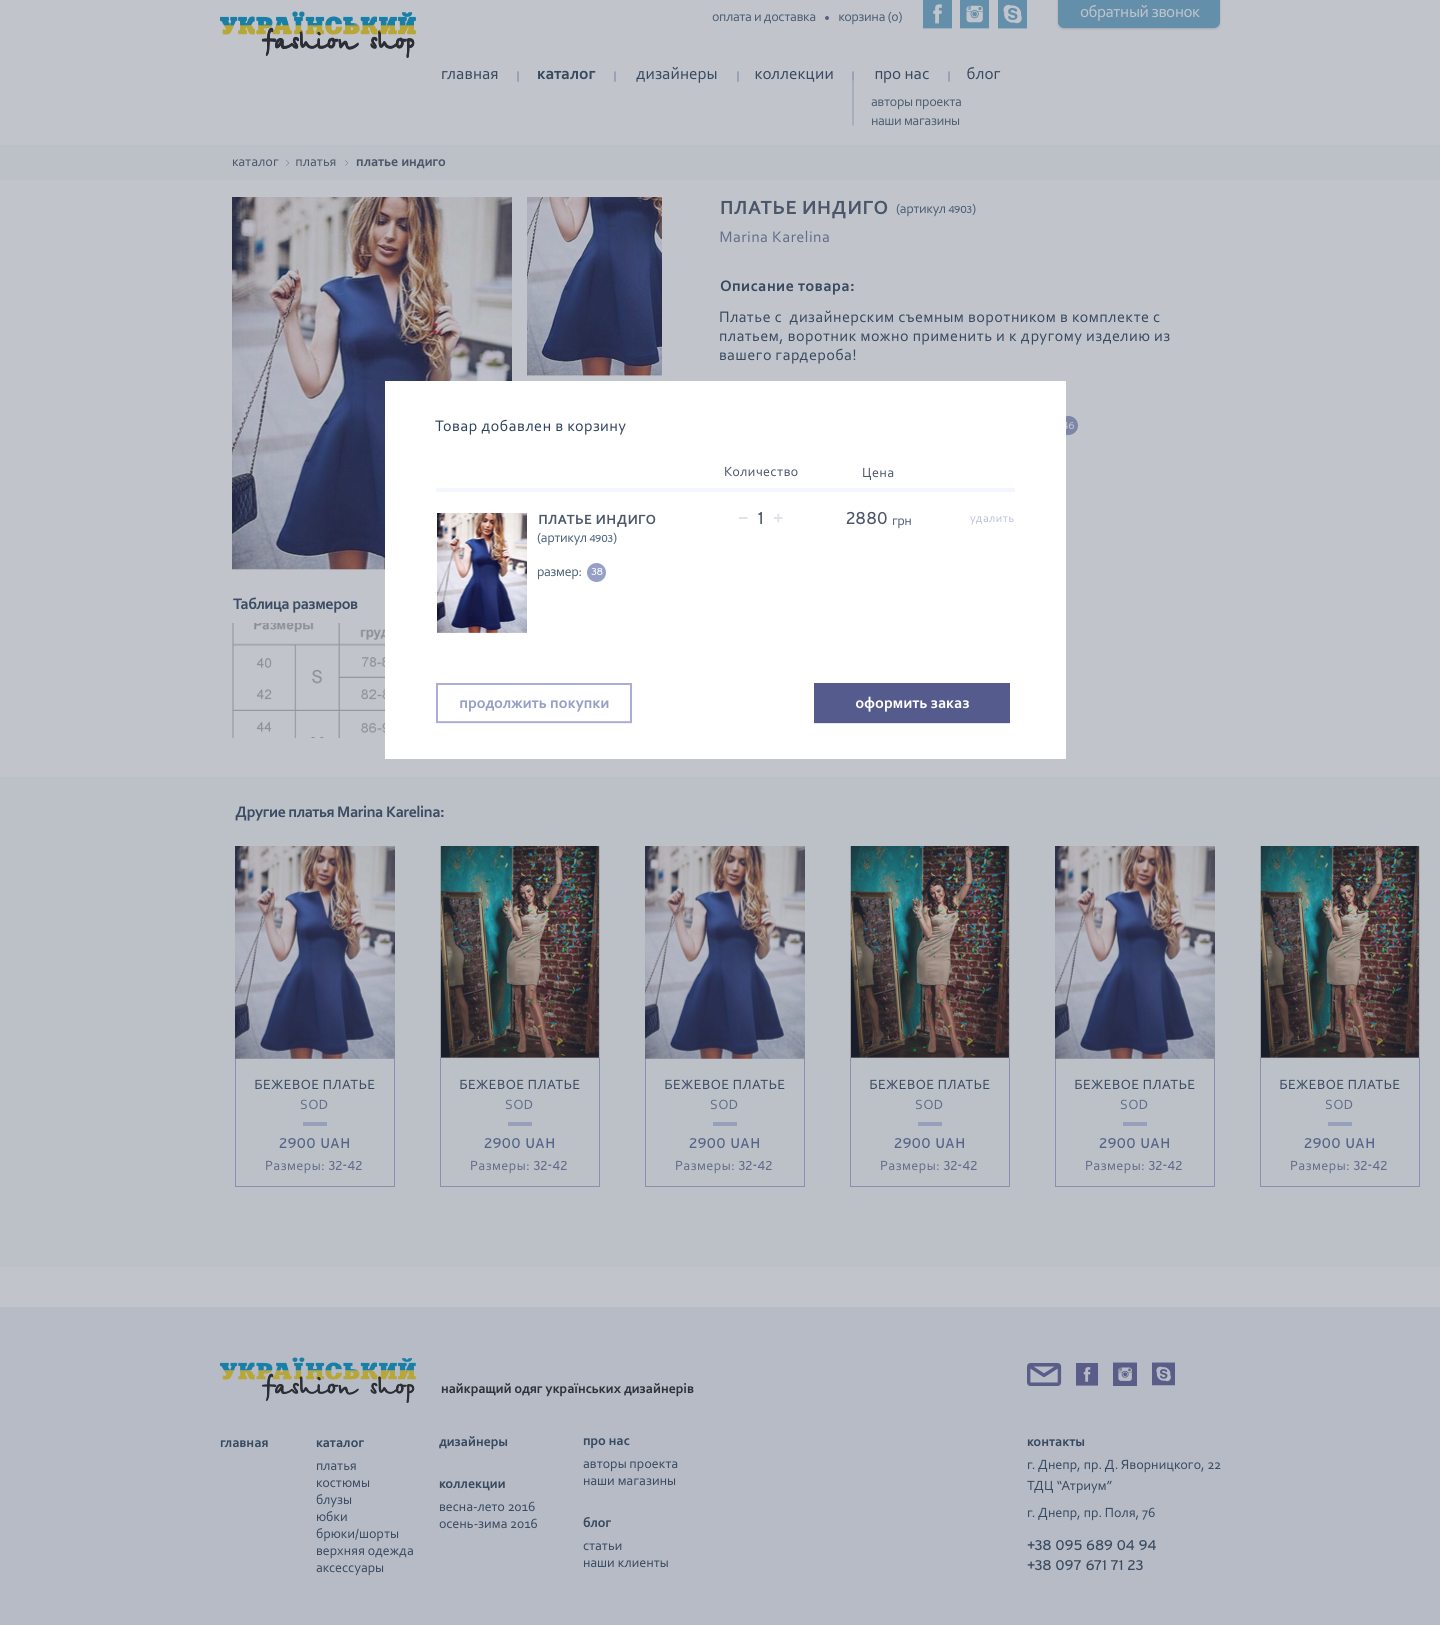 УКРАЇНСЬКИЙ
fashion shop
оплата и доставка • корзина (0)
обратный звонок
главная | каталог | дизайнеры | коллекции | про нас | блог
авторы проекта
наши магазины
каталог › платья › платье индиго
ПЛАТЬЕ ИНДИГО (артикул 4903)
Marina Karelina
Описание товара:
Платье с дизайнерским съемным воротником в комплекте с
платьем, воротник можно применить и к другому изделию из
вашего гардероба!
Товар добавлен в корзину
Количество Цена
ПЛАТЬЕ ИНДИГО − 1 + 2880 грн удалить
(артикул 4903)
размер: 38
продолжить покупки оформить заказ
Таблица размеров
Размеры
40 S 78-8
42 82-8
44 86-9
Другие платья Marina Karelina:
БЕЖЕВОЕ ПЛАТЬЕ БЕЖЕВОЕ ПЛАТЬЕ БЕЖЕВОЕ ПЛАТЬЕ БЕЖЕВОЕ ПЛАТЬЕ БЕЖЕВОЕ ПЛАТЬЕ БЕЖЕВОЕ ПЛАТЬЕ
SOD SOD SOD SOD SOD SOD
2900 UAH 2900 UAH 2900 UAH 2900 UAH 2900 UAH 2900 UAH
Размеры: 32-42 Размеры: 32-42 Размеры: 32-42 Размеры: 32-42 Размеры: 32-42 Размеры: 32-42
УКРАЇНСЬКИЙ
fashion shop
найкращий одяг українських дизайнерів
главная
каталог
платья
костюмы
блузы
юбки
брюки/шорты
верхняя одежда
аксессуары
дизайнеры
коллекции
весна-лето 2016
осень-зима 2016
про нас
авторы проекта
наши магазины
блог
статьи
наши клиенты
контакты
г. Днепр, пр. Д. Яворницкого, 22
ТДЦ “Атриум”
г. Днепр, пр. Поля, 76
+38 095 689 04 94
+38 097 671 71 23